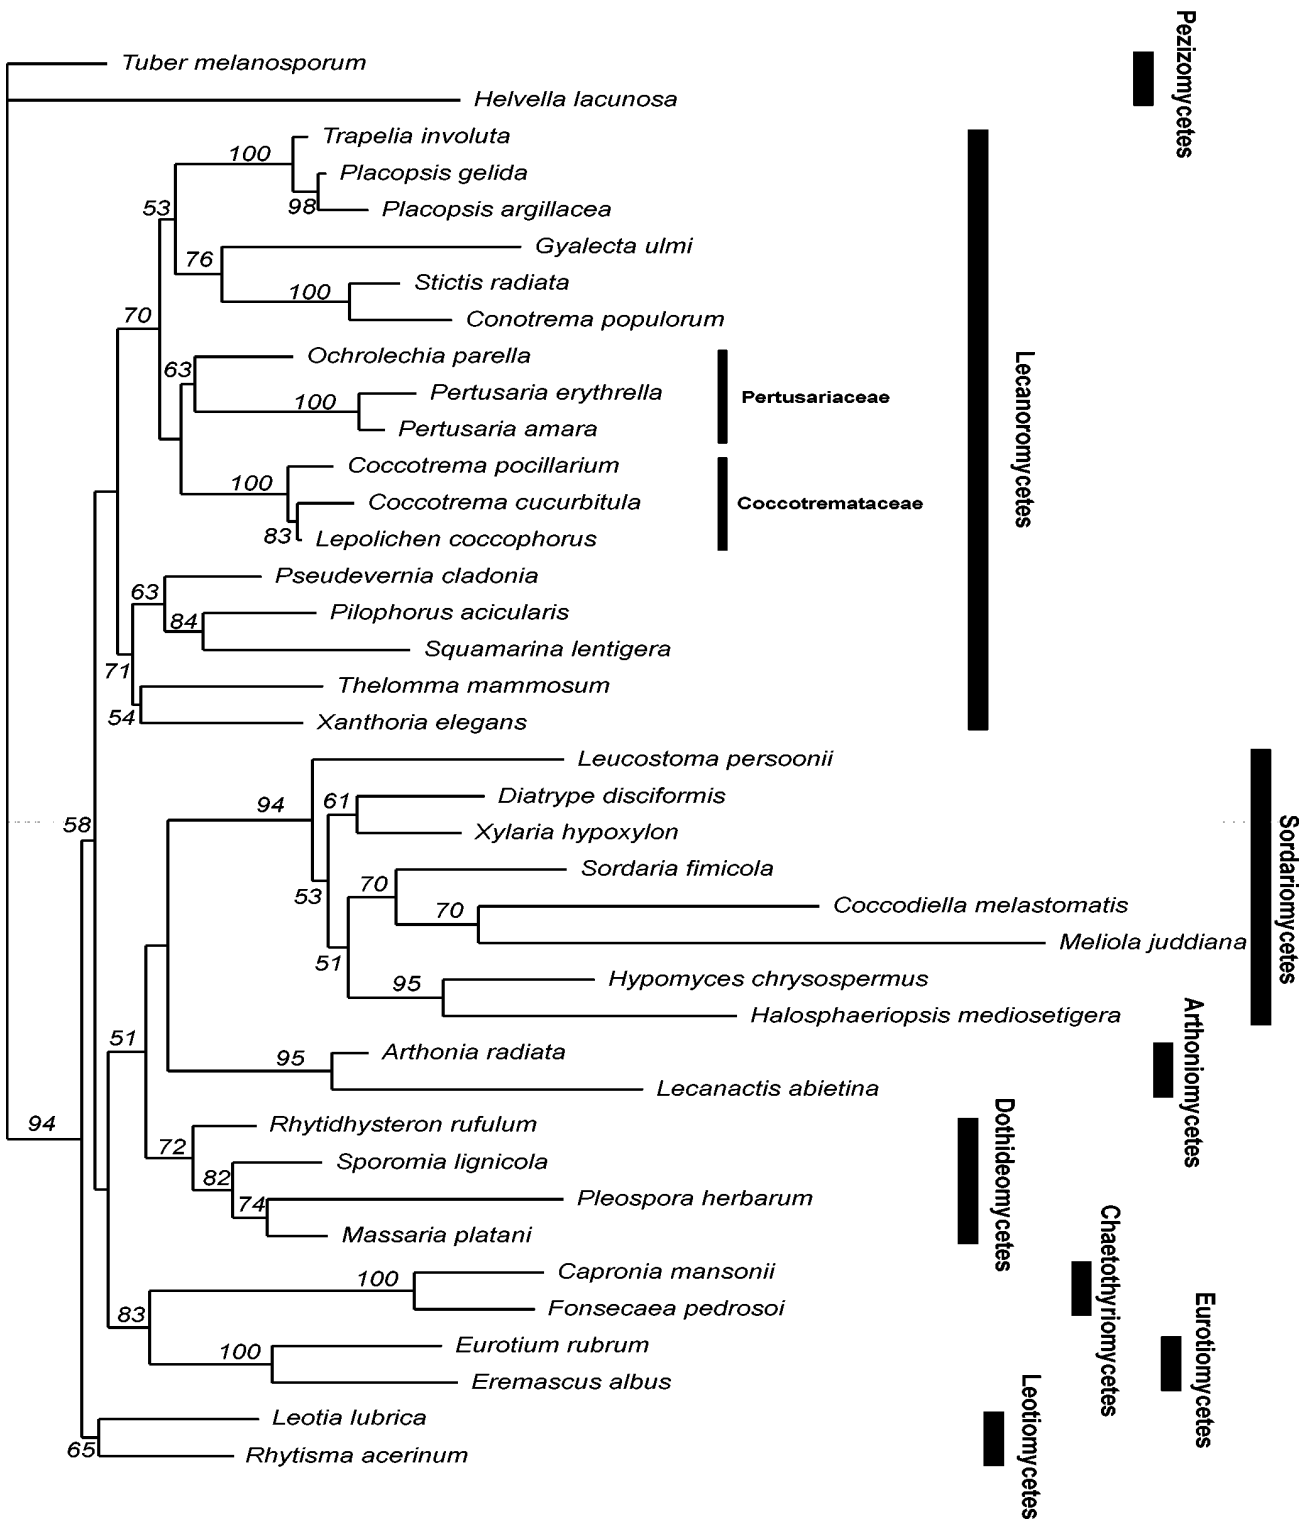 Pezizomycetes
Tuber melanosporum
Helvella lacunosa
Trapelia involuta
100
Placopsis gelida
98
Placopsis argillacea
53
Gyalecta ulmi
76
Stictis radiata
100
Conotrema populorum
70
Lecanoromycetes
Ochrolechia parella
63
Pertusaria erythrella
100
Pertusariaceae
Pertusaria amara
Coccotrema pocillarium
100
Coccotrema cucurbitula
Coccotremataceae
83
Lepolichen coccophorus
Pseudevernia cladonia
63
Pilophorus acicularis
84
Squamarina lentigera
71
Thelomma mammosum
54
Xanthoria elegans
Leucostoma persoonii
94
61
Diatrype disciformis
58
Xylaria hypoxylon
Sordariomycetes
Sordaria fimicola
53
70
Coccodiella melastomatis
70
Meliola juddiana
51
Hypomyces chrysospermus
95
Halosphaeriopsis mediosetigera
51
Arthonia radiata
95
Arthoniomycetes
Lecanactis abietina
94
Rhytidhysteron rufulum
72
Sporomia lignicola
82
Dothideomycetes
Pleospora herbarum
74
Massaria platani
Capronia mansonii
100
Chaetothyriomycetes
Fonsecaea pedrosoi
83
Eurotium rubrum
100
Eurotiomycetes
Eremascus albus
Leotia lubrica
65
Leotiomycetes
Rhytisma acerinum